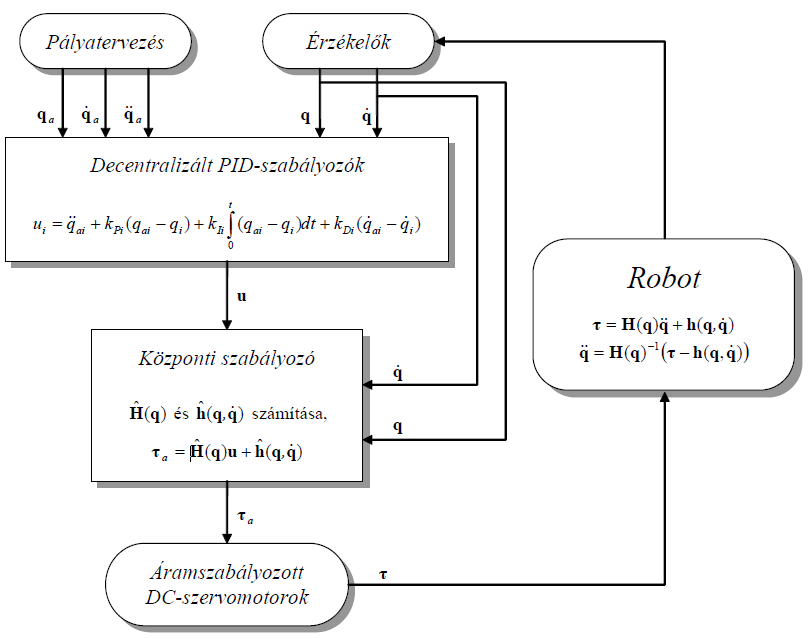 Pályatervezés
Érzékelők
q_a q̇_a q̈_a
q q̇
Decentralizált PID-szabályozók
u_i = q̈_ai + k_Pi(q_ai − q_i) + k_Ii ∫_0^t (q_ai − q_i)dt + k_Di(q̇_ai − q̇_i)
u
Központi szabályozó
Ĥ(q) és ĥ(q,q̇) számítása,
τ_a = Ĥ(q)u + ĥ(q,q̇)
q̇
q
τ_a
Áramszabályozott
DC-szervomotorok
τ
Robot
τ = H(q)q̈ + h(q,q̇)
q̈ = H(q)^−1(τ − h(q,q̇))